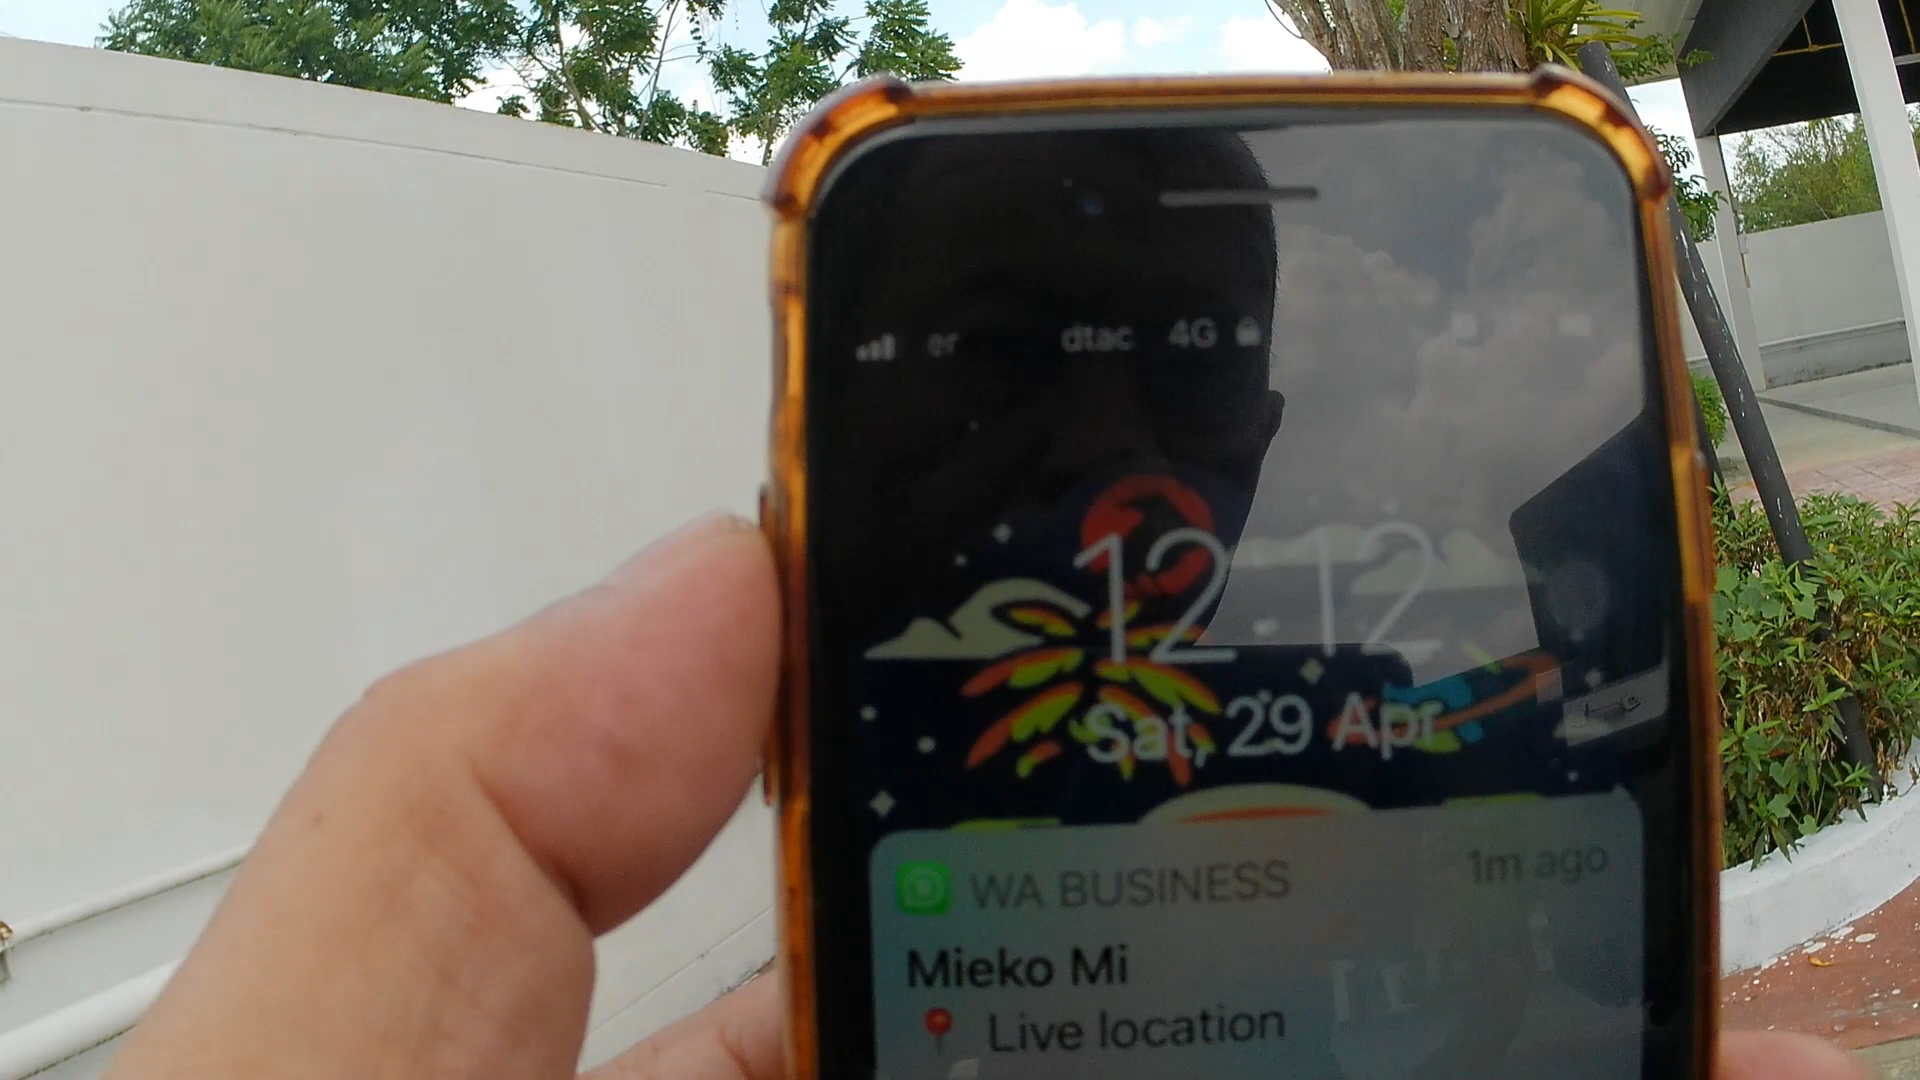 dtac 4G
12:12
Sat, 29 Apr
WA BUSINESS 1m ago
Mieko Mi
Live location